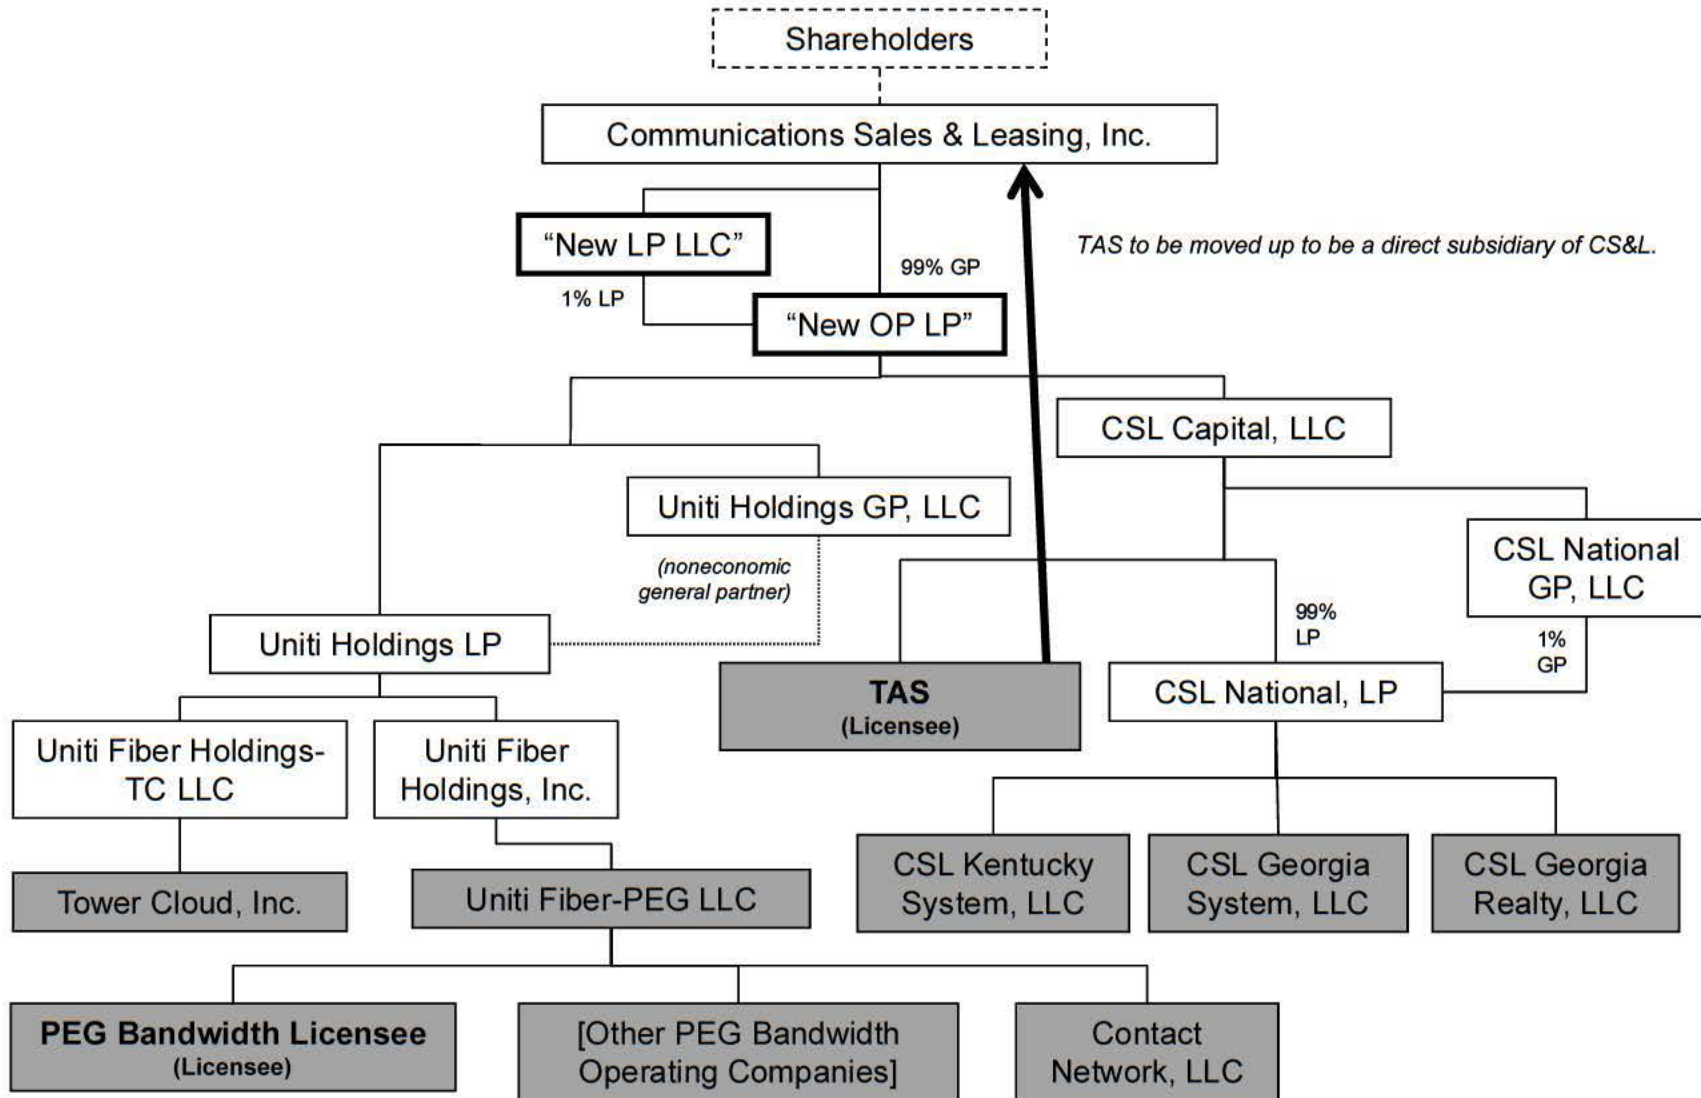 Shareholders
Communications Sales & Leasing, Inc.
“New LP LLC”
TAS to be moved up to be a direct subsidiary of CS&L.
99% GP
1% LP
“New OP LP”
CSL Capital, LLC
Uniti Holdings GP, LLC
(noneconomic
general partner)
CSL National
GP, LLC
99%
LP
1%
GP
Uniti Holdings LP
TAS
(Licensee)
CSL National, LP
Uniti Fiber Holdings-
TC LLC
Uniti Fiber
Holdings, Inc.
Tower Cloud, Inc.
Uniti Fiber-PEG LLC
CSL Kentucky
System, LLC
CSL Georgia
System, LLC
CSL Georgia
Realty, LLC
PEG Bandwidth Licensee
(Licensee)
[Other PEG Bandwidth
Operating Companies]
Contact
Network, LLC